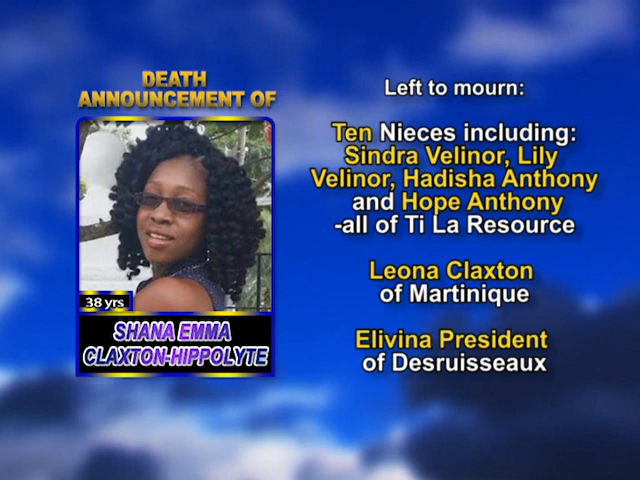 DEATH
ANNOUNCEMENT OF
38 yrs
SHANA EMMA
CLAXTON-HIPPOLYTE
Left to mourn:
Ten Nieces including:
Sindra Velinor, Lily
Velinor, Hadisha Anthony
and Hope Anthony
-all of Ti La Resource
Leona Claxton
of Martinique
Elivina President
of Desruisseaux